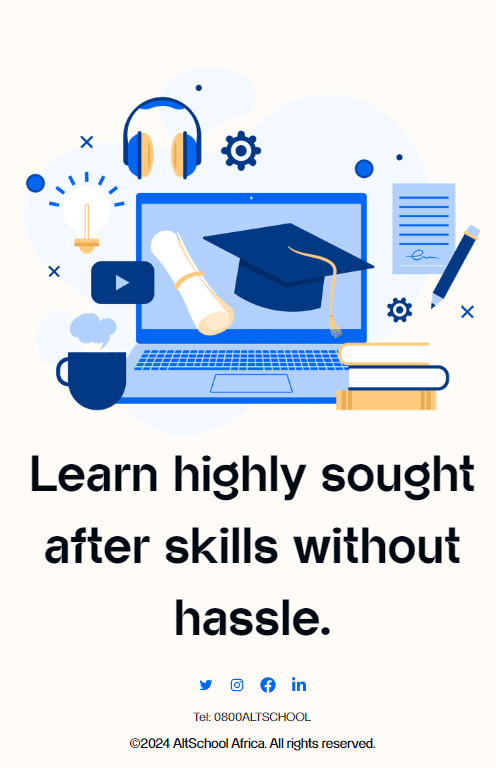 Learn highly sought
after skills without
hassle.
Tel: 0800ALTSCHOOL
©2024 AltSchool Africa. All rights reserved.